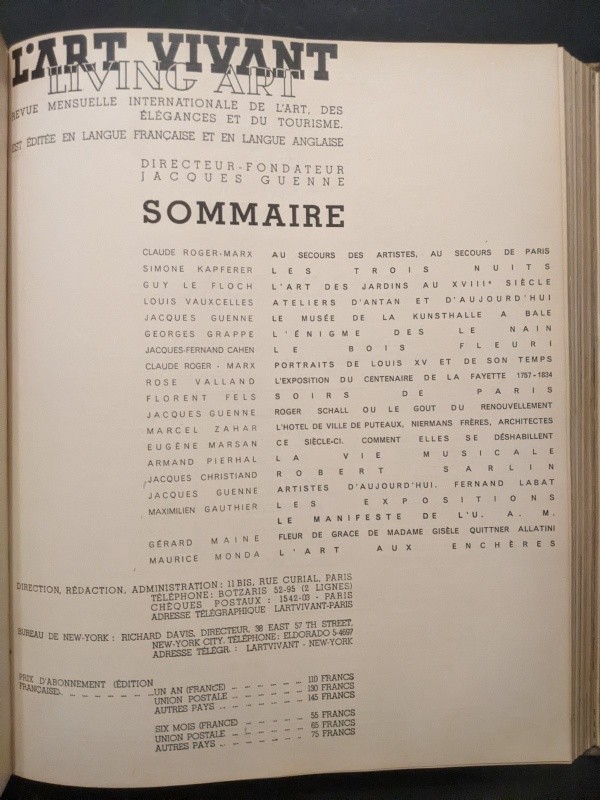 L'ART VIVANT
LIVING ART
REVUE MENSUELLE INTERNATIONALE DE L'ART, DES
ÉLÉGANCES ET DU TOURISME.
EST ÉDITÉE EN LANGUE FRANÇAISE ET EN LANGUE ANGLAISE
DIRECTEUR-FONDATEUR
JACQUES GUENNE
SOMMAIRE
CLAUDE ROGER-MARX AU SECOURS DES ARTISTES, AU SECOURS DE PARIS
SIMONE KAPFERER LES TROIS NUITS
GUY LE FLOCH L'ART DES JARDINS AU XVIIIe SIÈCLE
LOUIS VAUXCELLES ATELIERS D'ANTAN ET D'AUJOURD'HUI
JACQUES GUENNE LE MUSÉE DE LA KUNSTHALLE A BALE
GEORGES GRAPPE L'ÉNIGME DES LE NAIN
JACQUES-FERNAND CAHEN LE BOIS FLEURI
CLAUDE ROGER-MARX PORTRAITS DE LOUIS XV ET DE SON TEMPS
ROSE VALLAND L'EXPOSITION DU CENTENAIRE DE LA FAYETTE 1757-1834
FLORENT FELS SOIRS DE PARIS
JACQUES GUENNE ROGER SCHALL OU LE GOUT DU RENOUVELLEMENT
MARCEL ZAHAR L'HOTEL DE VILLE DE PUTEAUX, NIERMANS FRÈRES, ARCHITECTES
EUGÈNE MARSAN CE SIÈCLE-CI. COMMENT ELLES SE DÉSHABILLENT
ARMAND PIERHAL LA VIE MUSICALE
JACQUES CHRISTIAND ROBERT SARLIN
JACQUES GUENNE ARTISTES D'AUJOURD'HUI. FERNAND LABAT
MAXIMILIEN GAUTHIER LES EXPOSITIONS
LE MANIFESTE DE L'U. A. M.
GÉRARD MAINE FLEUR DE GRACE DE MADAME GISÈLE QUITTNER ALLATINI
MAURICE MONDA L'ART AUX ENCHÈRES
DIRECTION, RÉDACTION, ADMINISTRATION: 11 BIS, RUE CURIAL, PARIS
TÉLÉPHONE: BOTZARIS 52-95 (2 LIGNES)
CHÈQUES POSTAUX : 1542-03 - PARIS
ADRESSE TÉLÉGRAPHIQUE LARTVIVANT-PARIS
BUREAU DE NEW-YORK : RICHARD DAVIS, DIRECTEUR, 38 EAST 57 TH STREET,
NEW-YORK CITY. TÉLÉPHONE: ELDORADO 5-4697
ADRESSE TÉLÉGR. : LARTVIVANT - NEW-YORK
PRIX D'ABONNEMENT (ÉDITION
FRANÇAISE)........ UN AN (FRANCE) ...... 110 FRANCS
UNION POSTALE ...... 130 FRANCS
AUTRES PAYS ...... 145 FRANCS
SIX MOIS (FRANCE) ...... 55 FRANCS
UNION POSTALE ...... 65 FRANCS
AUTRES PAYS ...... 75 FRANCS